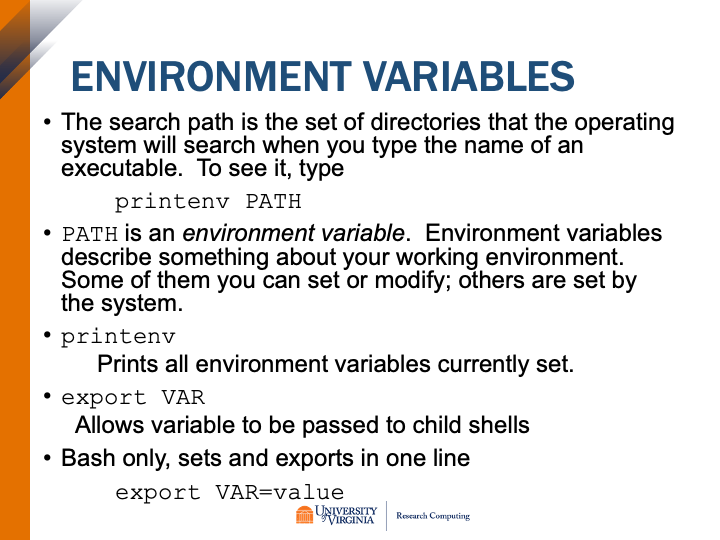 ENVIRONMENT VARIABLES
• The search path is the set of directories that the operating
system will search when you type the name of an
executable.  To see it, type
printenv PATH
• PATH is an environment variable.  Environment variables
describe something about your working environment.
Some of them you can set or modify; others are set by
the system.
• printenv
Prints all environment variables currently set.
• export VAR
Allows variable to be passed to child shells
• Bash only, sets and exports in one line
export VAR=value
UNIVERSITY
of VIRGINIA
Research Computing